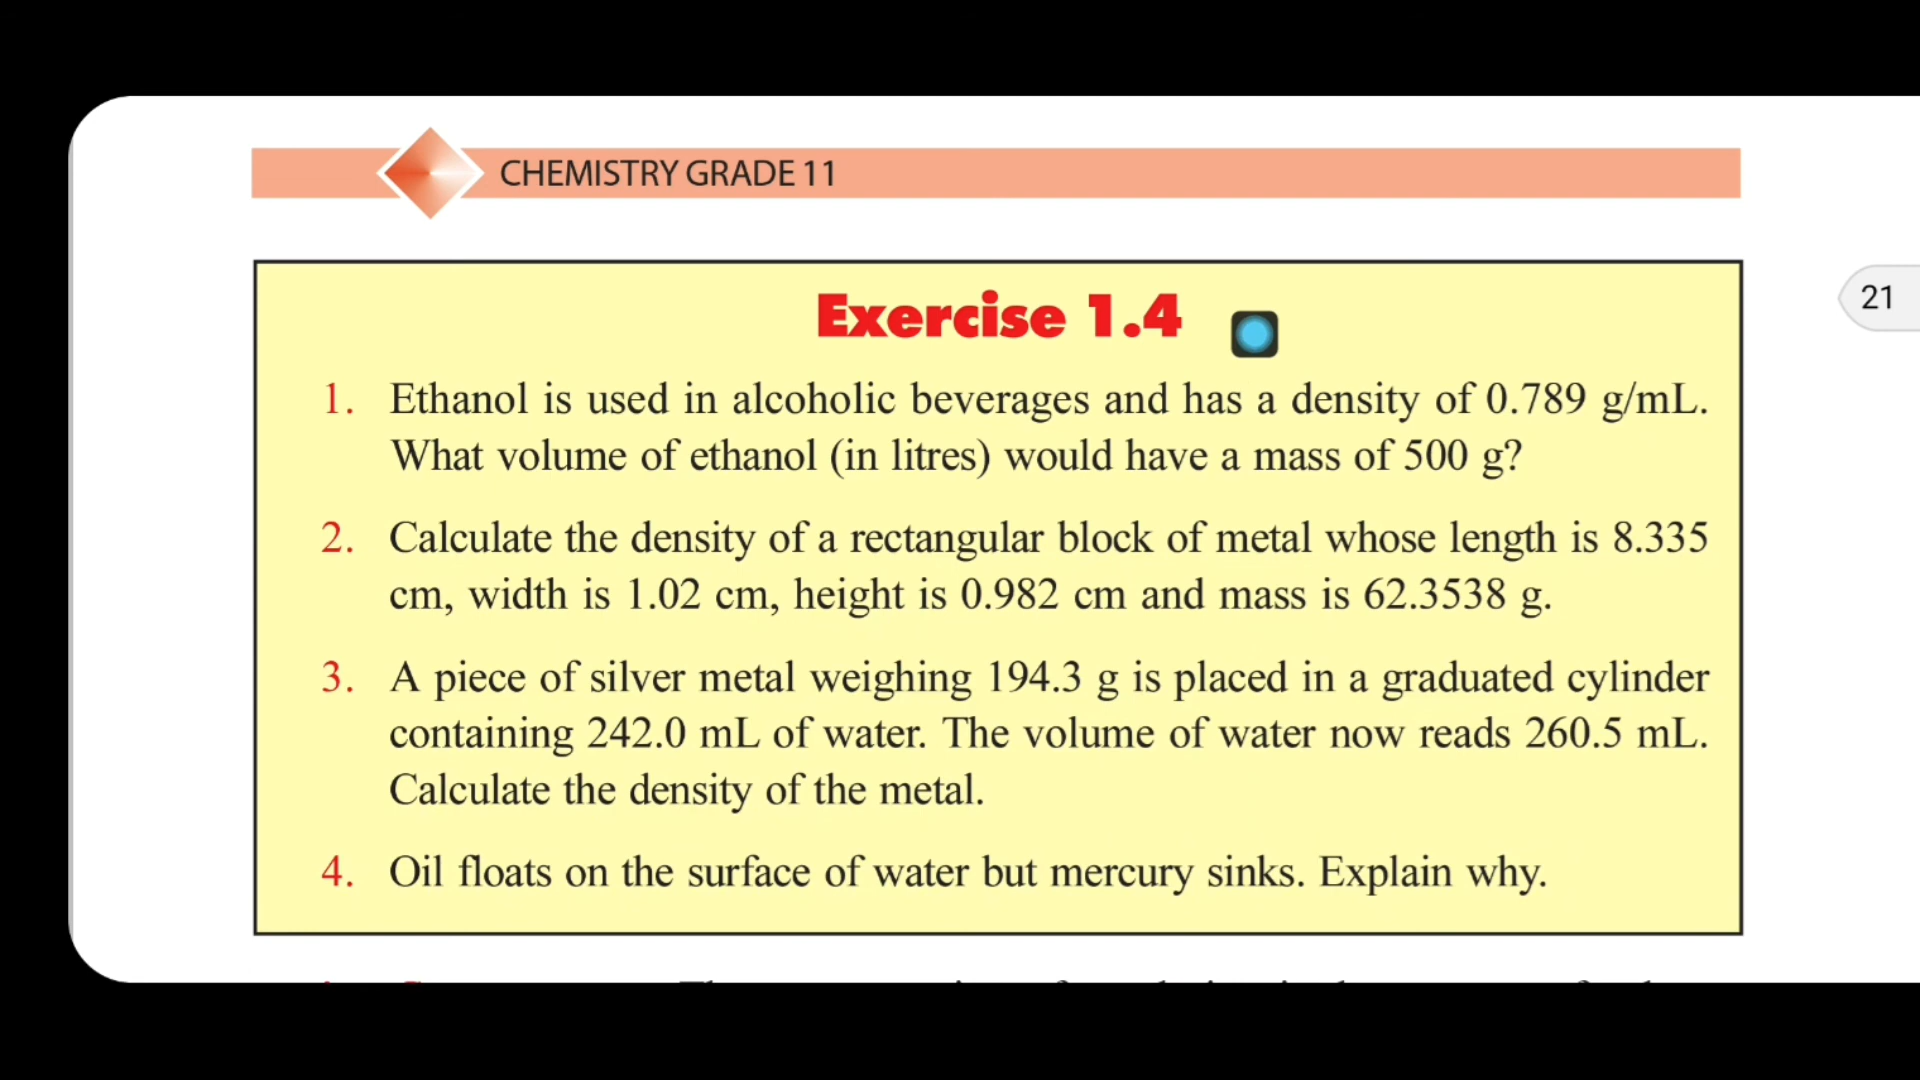 CHEMISTRY GRADE 11
21
Exercise 1.4
1. Ethanol is used in alcoholic beverages and has a density of 0.789 g/mL.
What volume of ethanol (in litres) would have a mass of 500 g?
2. Calculate the density of a rectangular block of metal whose length is 8.335
cm, width is 1.02 cm, height is 0.982 cm and mass is 62.3538 g.
3. A piece of silver metal weighing 194.3 g is placed in a graduated cylinder
containing 242.0 mL of water. The volume of water now reads 260.5 mL.
Calculate the density of the metal.
4. Oil floats on the surface of water but mercury sinks. Explain why.